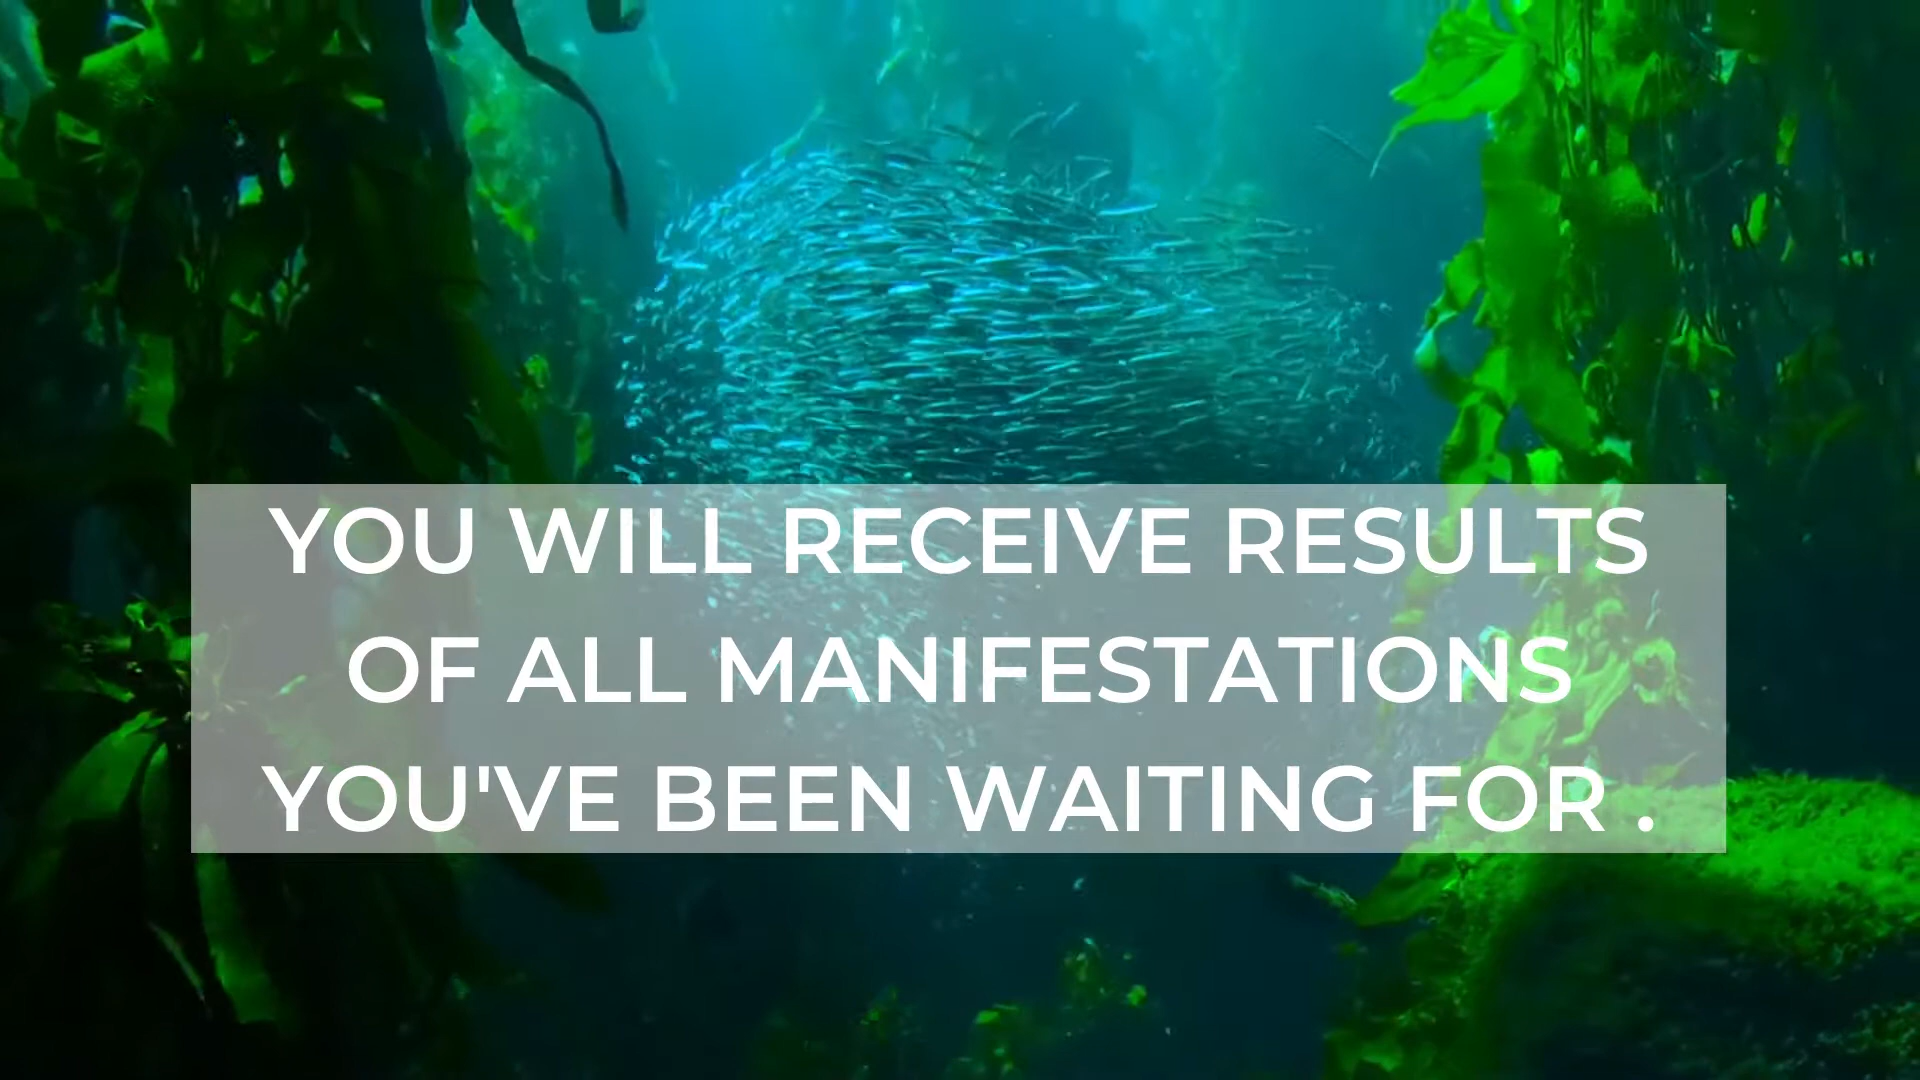 YOU WILL RECEIVE RESULTS
OF ALL MANIFESTATIONS
YOU'VE BEEN WAITING FOR .